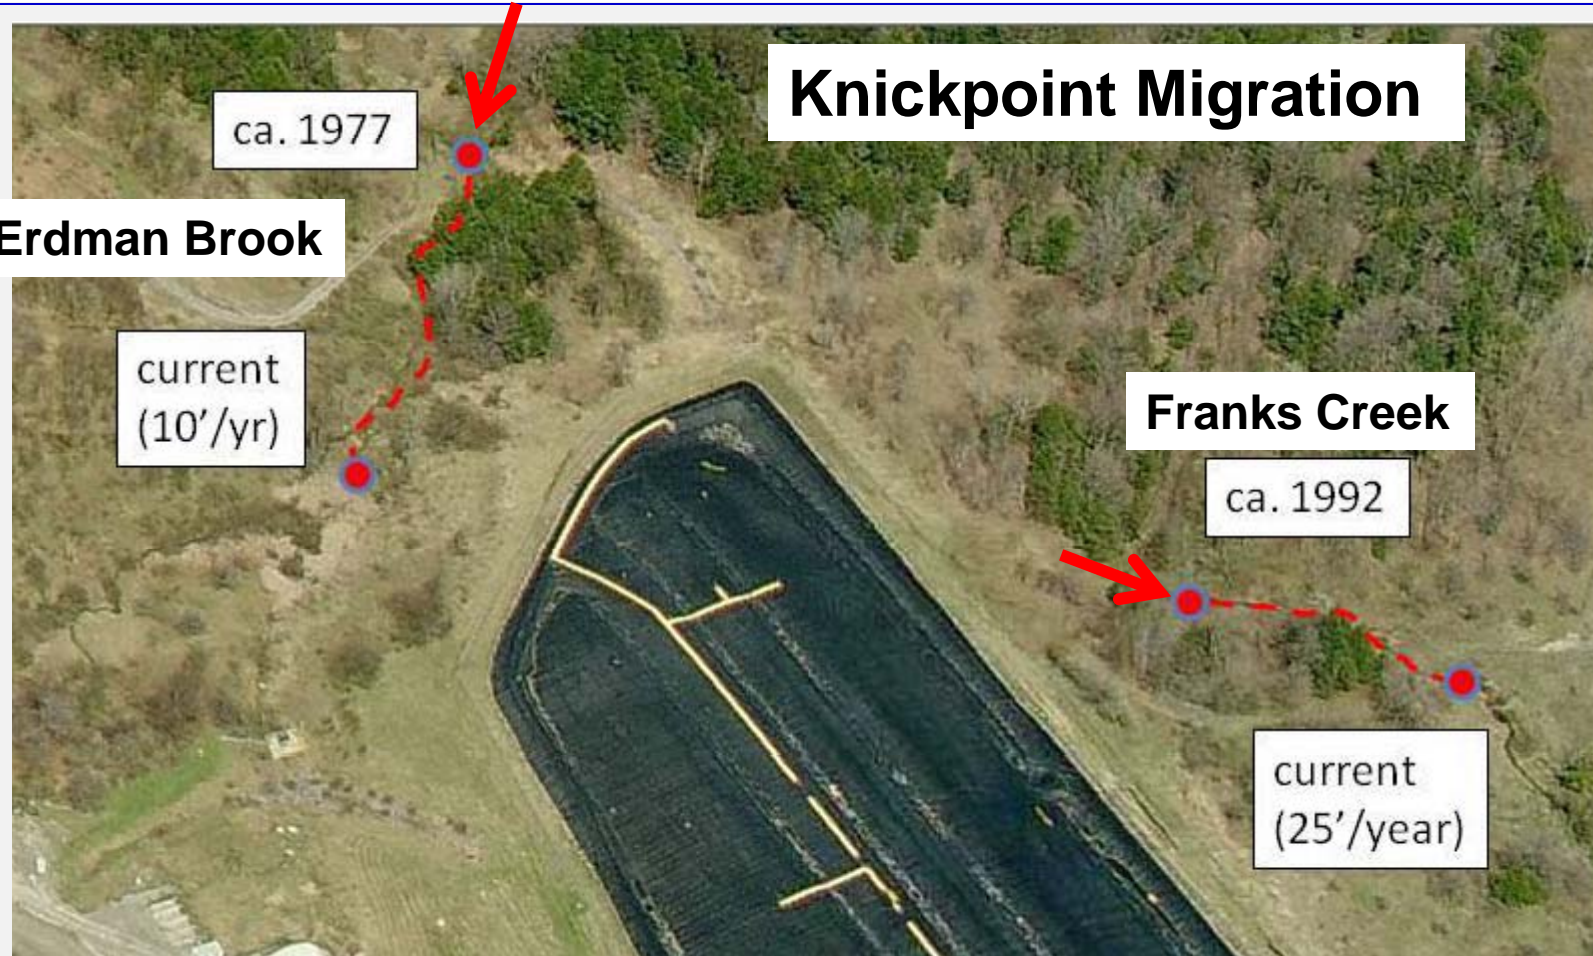 Knickpoint Migration
ca. 1977
Erdman Brook
current
(10'/yr)
Franks Creek
ca. 1992
current
(25'/year)